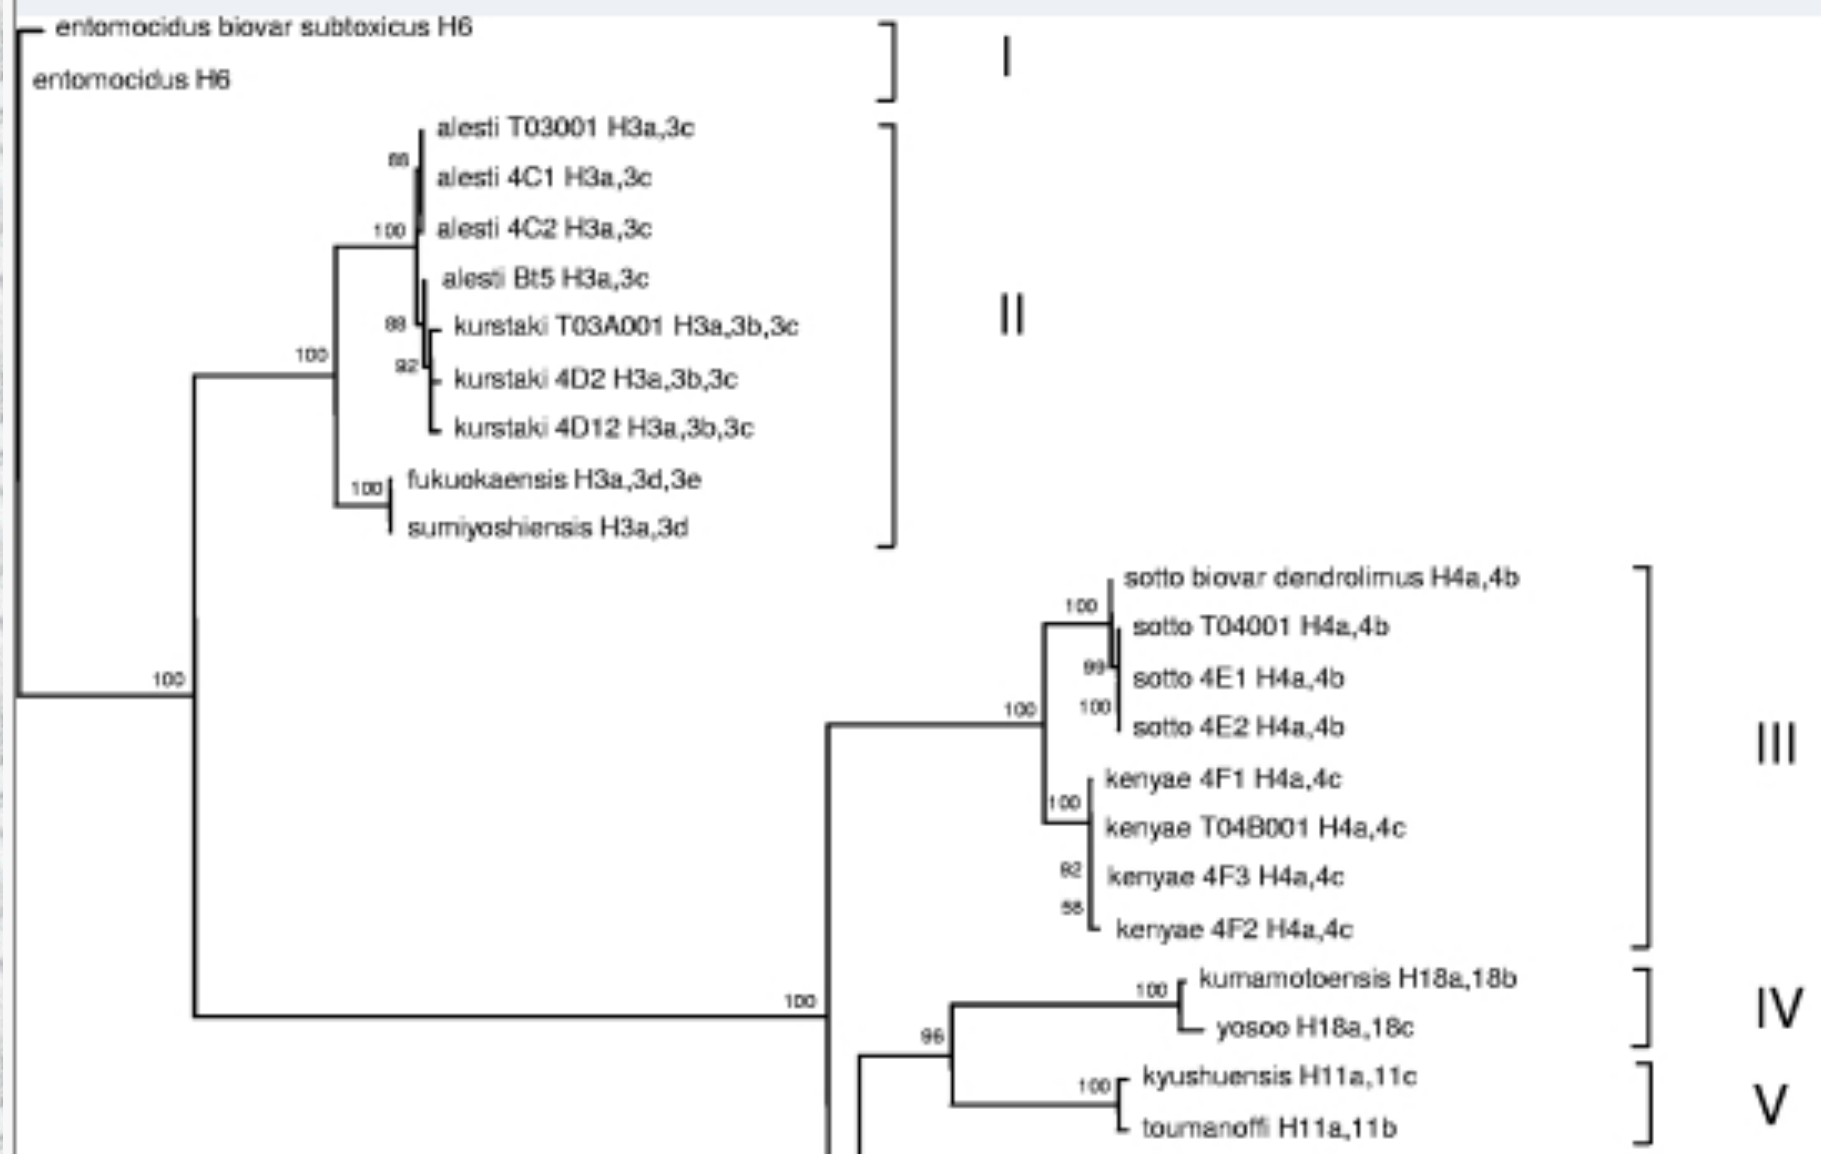 entomocidus biovar subtoxicus H6
I
entomocidus H6
alesti T03001 H3a,3c
88
alesti 4C1 H3a,3c
100
alesti 4C2 H3a,3c
alesti Bt5 H3a,3c
II
kurstaki T03A001 H3a,3b,3c
100
92
kurstaki 4D2 H3a,3b,3c
kurstaki 4D12 H3a,3b,3c
fukuokaensis H3a,3d,3e
100
sumiyoshiensis H3a,3d
sotto biovar dendrolimus H4a,4b
100
sotto T04001 H4a,4b
99
sotto 4E1 H4a,4b
100
100
100
sotto 4E2 H4a,4b
III
kenyae 4F1 H4a,4c
100
kenyae T04B001 H4a,4c
kenyae 4F3 H4a,4c
kenyae 4F2 H4a,4c
kumamotoensis H18a,18b
100
100
IV
yosoo H18a,18c
96
kyushuensis H11a,11c
100
V
toumanoffi H11a,11b